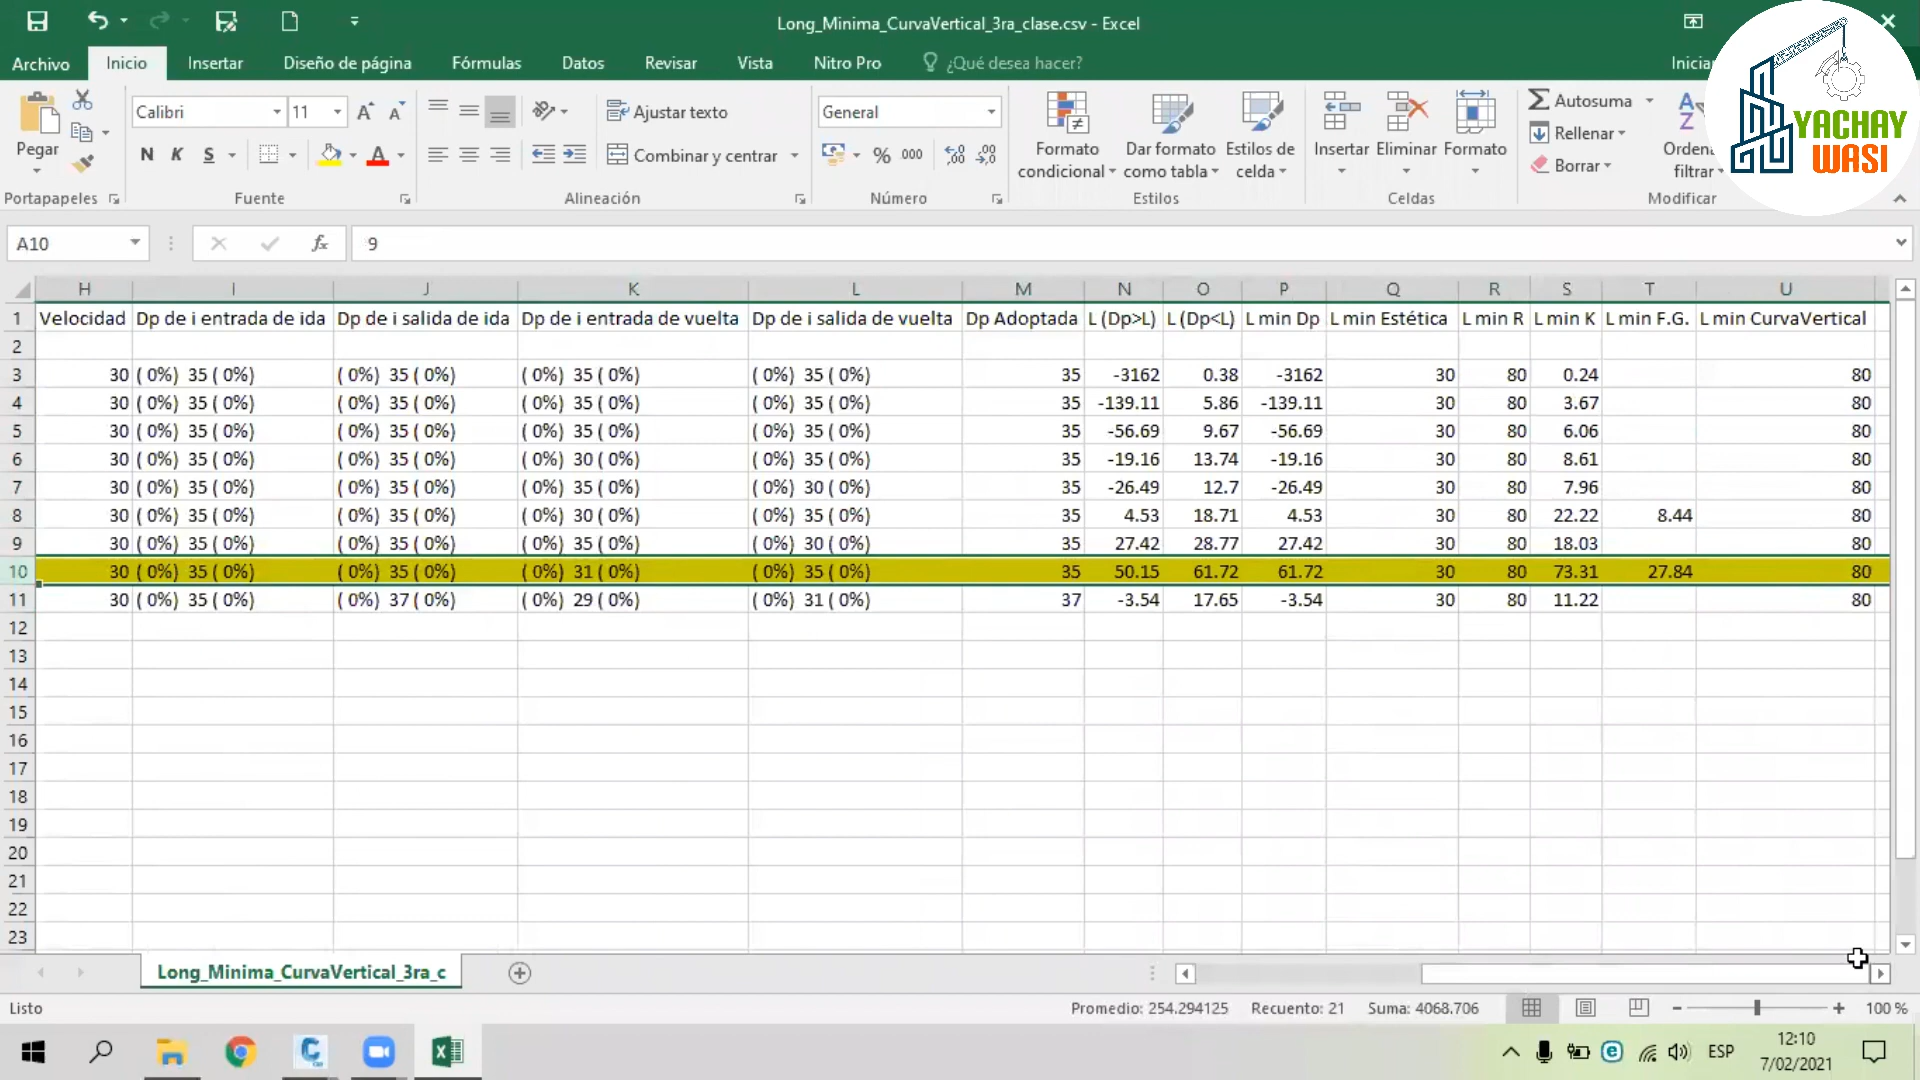 Long_Minima_CurvaVertical_3ra_clase.csv - Excel
Archivo Inicio Insertar Diseño de página Fórmulas Datos Revisar Vista Nitro Pro ¿Qué desea hacer?
YACHAY
WASI
Pegar
Calibri 11
N K S
Ajustar texto
Combinar y centrar
General
% 000
Formato condicional
Dar formato como tabla
Estilos de celda
Insertar Eliminar Formato
Autosuma
Rellenar
Borrar
filtrar
Portapapeles Fuente Alineación Número Estilos Celdas Modificar
A10 fx 9
H I J K L M N O P Q R S T U
1 Velocidad Dp de i entrada de ida Dp de i salida de ida Dp de i entrada de vuelta Dp de i salida de vuelta Dp Adoptada L (Dp>L) L (Dp<L) L min Dp L min Estética L min R L min K L min F.G. L min CurvaVertical
2
3 30 ( 0%) 35 ( 0%) ( 0%) 35 ( 0%) ( 0%) 35 ( 0%) ( 0%) 35 ( 0%) 35 -3162 0.38 -3162 30 80 0.24 80
4 30 ( 0%) 35 ( 0%) ( 0%) 35 ( 0%) ( 0%) 35 ( 0%) ( 0%) 35 ( 0%) 35 -139.11 5.86 -139.11 30 80 3.67 80
5 30 ( 0%) 35 ( 0%) ( 0%) 35 ( 0%) ( 0%) 35 ( 0%) ( 0%) 35 ( 0%) 35 -56.69 9.67 -56.69 30 80 6.06 80
6 30 ( 0%) 35 ( 0%) ( 0%) 35 ( 0%) ( 0%) 30 ( 0%) ( 0%) 35 ( 0%) 35 -19.16 13.74 -19.16 30 80 8.61 80
7 30 ( 0%) 35 ( 0%) ( 0%) 35 ( 0%) ( 0%) 35 ( 0%) ( 0%) 30 ( 0%) 35 -26.49 12.7 -26.49 30 80 7.96 80
8 30 ( 0%) 35 ( 0%) ( 0%) 35 ( 0%) ( 0%) 30 ( 0%) ( 0%) 35 ( 0%) 35 4.53 18.71 4.53 30 80 22.22 8.44 80
9 30 ( 0%) 35 ( 0%) ( 0%) 35 ( 0%) ( 0%) 35 ( 0%) ( 0%) 30 ( 0%) 35 27.42 28.77 27.42 30 80 18.03 80
10 30 ( 0%) 35 ( 0%) ( 0%) 35 ( 0%) ( 0%) 31 ( 0%) ( 0%) 35 ( 0%) 35 50.15 61.72 61.72 30 80 73.31 27.84 80
11 30 ( 0%) 35 ( 0%) ( 0%) 37 ( 0%) ( 0%) 29 ( 0%) ( 0%) 31 ( 0%) 37 -3.54 17.65 -3.54 30 80 11.22 80
12
13
14
15
16
17
18
19
20
21
22
23
Long_Minima_CurvaVertical_3ra_c
Listo Promedio: 254.294125 Recuento: 21 Suma: 4068.706 100 %
ESP 12:10
7/02/2021